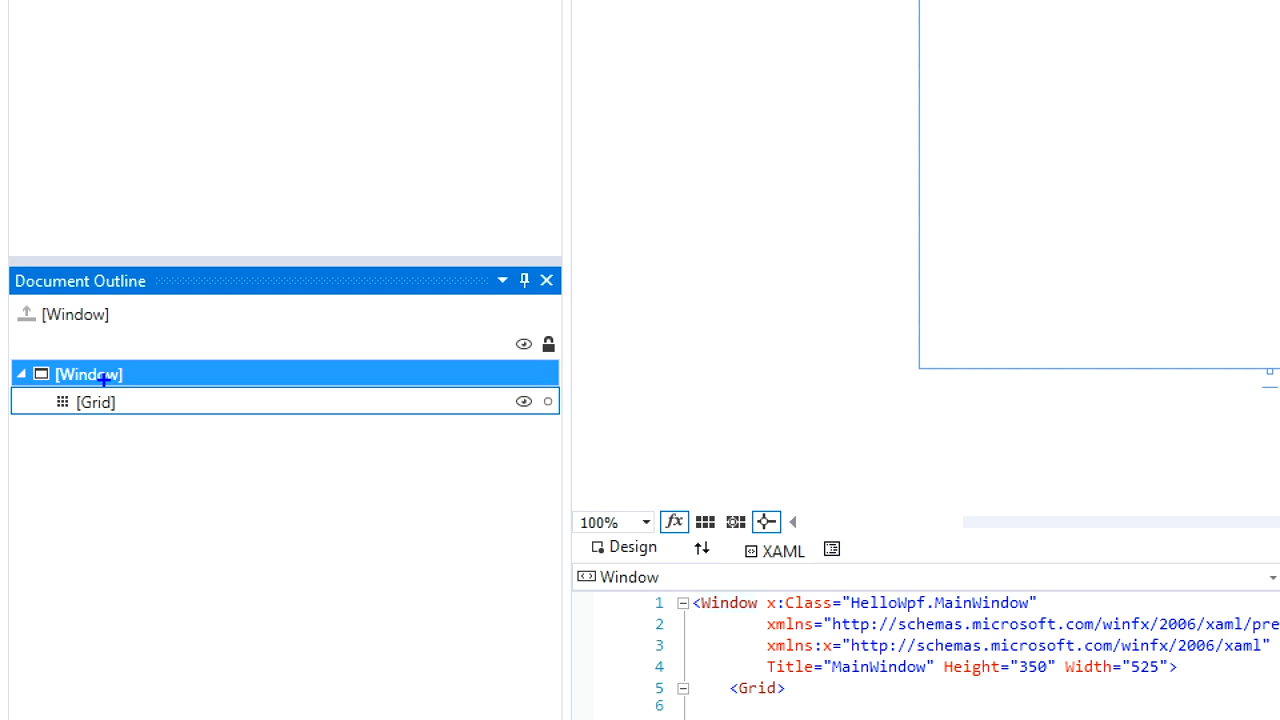 Document Outline
[Window]
[Window]
[Grid]
100%
fx
Design
XAML
Window
1 <Window x:Class="HelloWpf.MainWindow"
2 xmlns="http://schemas.microsoft.com/winfx/2006/xaml/pre
3 xmlns:x="http://schemas.microsoft.com/winfx/2006/xaml"
4 Title="MainWindow" Height="350" Width="525">
5 <Grid>
6